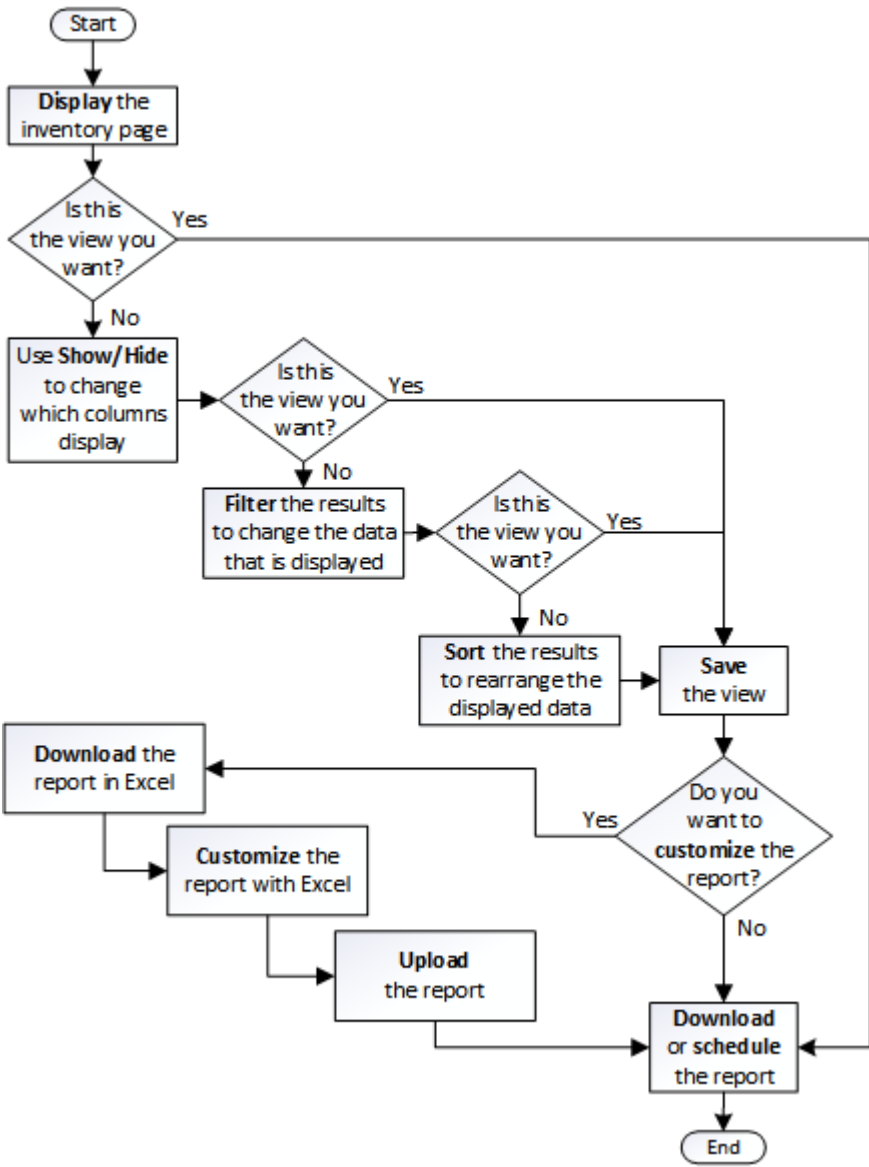 Start
Display the
inventory page
Is this
the view you
want?
Yes
No
Use Show/Hide
to change
which columns
display
Is this
the view you
want?
Yes
No
Filter the results
to change the data
that is displayed
Is this
the view you
want?
Yes
No
Sort the results
to rearrange the
displayed data
Save
the view
Do you
want to
customize the
report?
Yes
No
Download the
report in Excel
Customize the
report with Excel
Upload
the report
Download
or schedule
the report
End